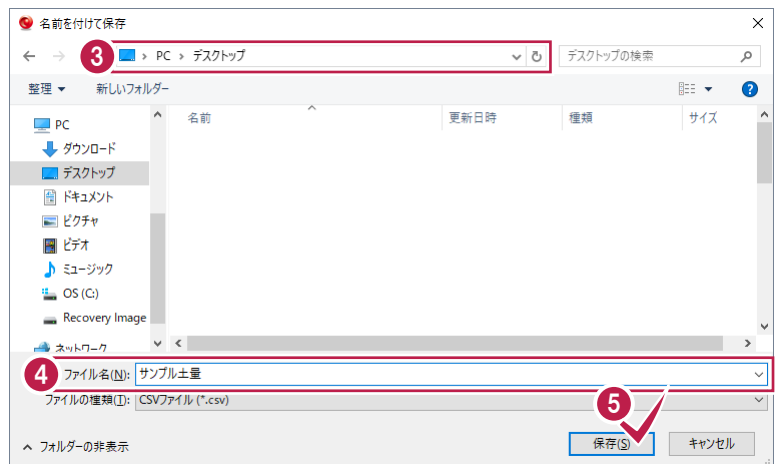 名前を付けて保存
3
PC › デスクトップ
デスクトップの検索
整理
新しいフォルダー
?
名前
更新日時
種類
サイズ
PC
ダウンロード
デスクトップ
ドキュメント
ピクチャ
ビデオ
ミュージック
OS (C:)
Recovery Image
ネットワーク
4
ファイル名(N):
サンプル土量
ファイルの種類(T):
CSVファイル (*.csv)
5
フォルダーの非表示
保存(S)
キャンセル